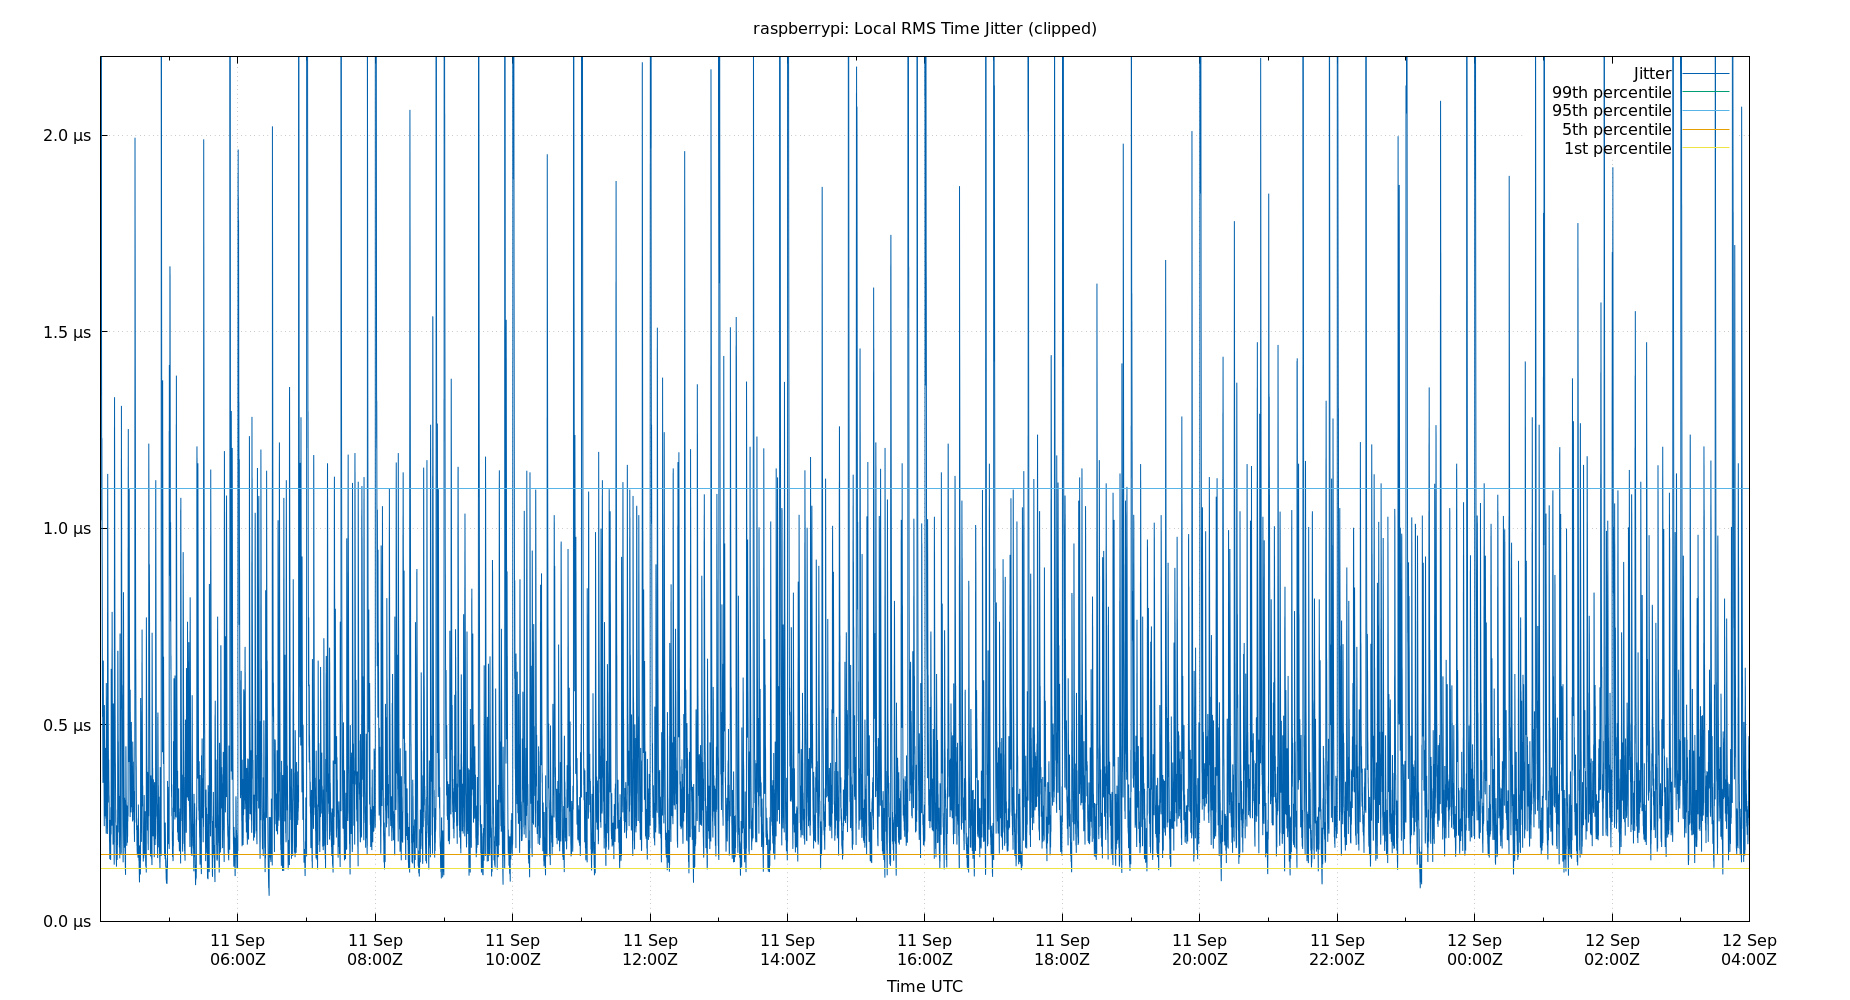 raspberrypi: Local RMS Time Jitter (clipped)
Jitter
99th percentile
95th percentile
5th percentile
1st percentile
2.0 µs
1.5 µs
1.0 µs
0.5 µs
0.0 µs
11 Sep 11 Sep 11 Sep 11 Sep 11 Sep 11 Sep 11 Sep 11 Sep 11 Sep 12 Sep 12 Sep 12 Sep
06:00Z 08:00Z 10:00Z 12:00Z 14:00Z 16:00Z 18:00Z 20:00Z 22:00Z 00:00Z 02:00Z 04:00Z
Time UTC